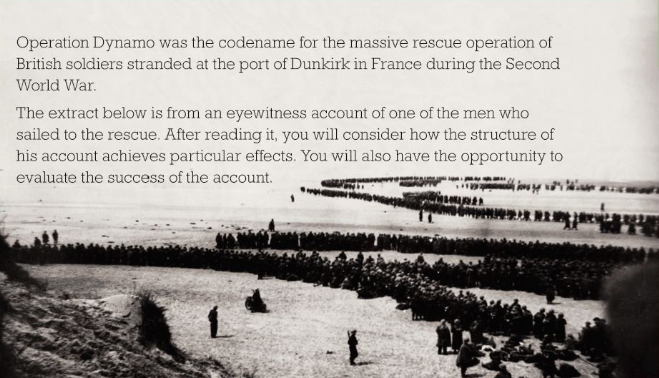 Operation Dynamo was the codename for the massive rescue operation of
British soldiers stranded at the port of Dunkirk in France during the Second
World War.
The extract below is from an eyewitness account of one of the men who
sailed to the rescue. After reading it, you will consider how the structure of
his account achieves particular effects. You will also have the opportunity to
evaluate the success of the account.